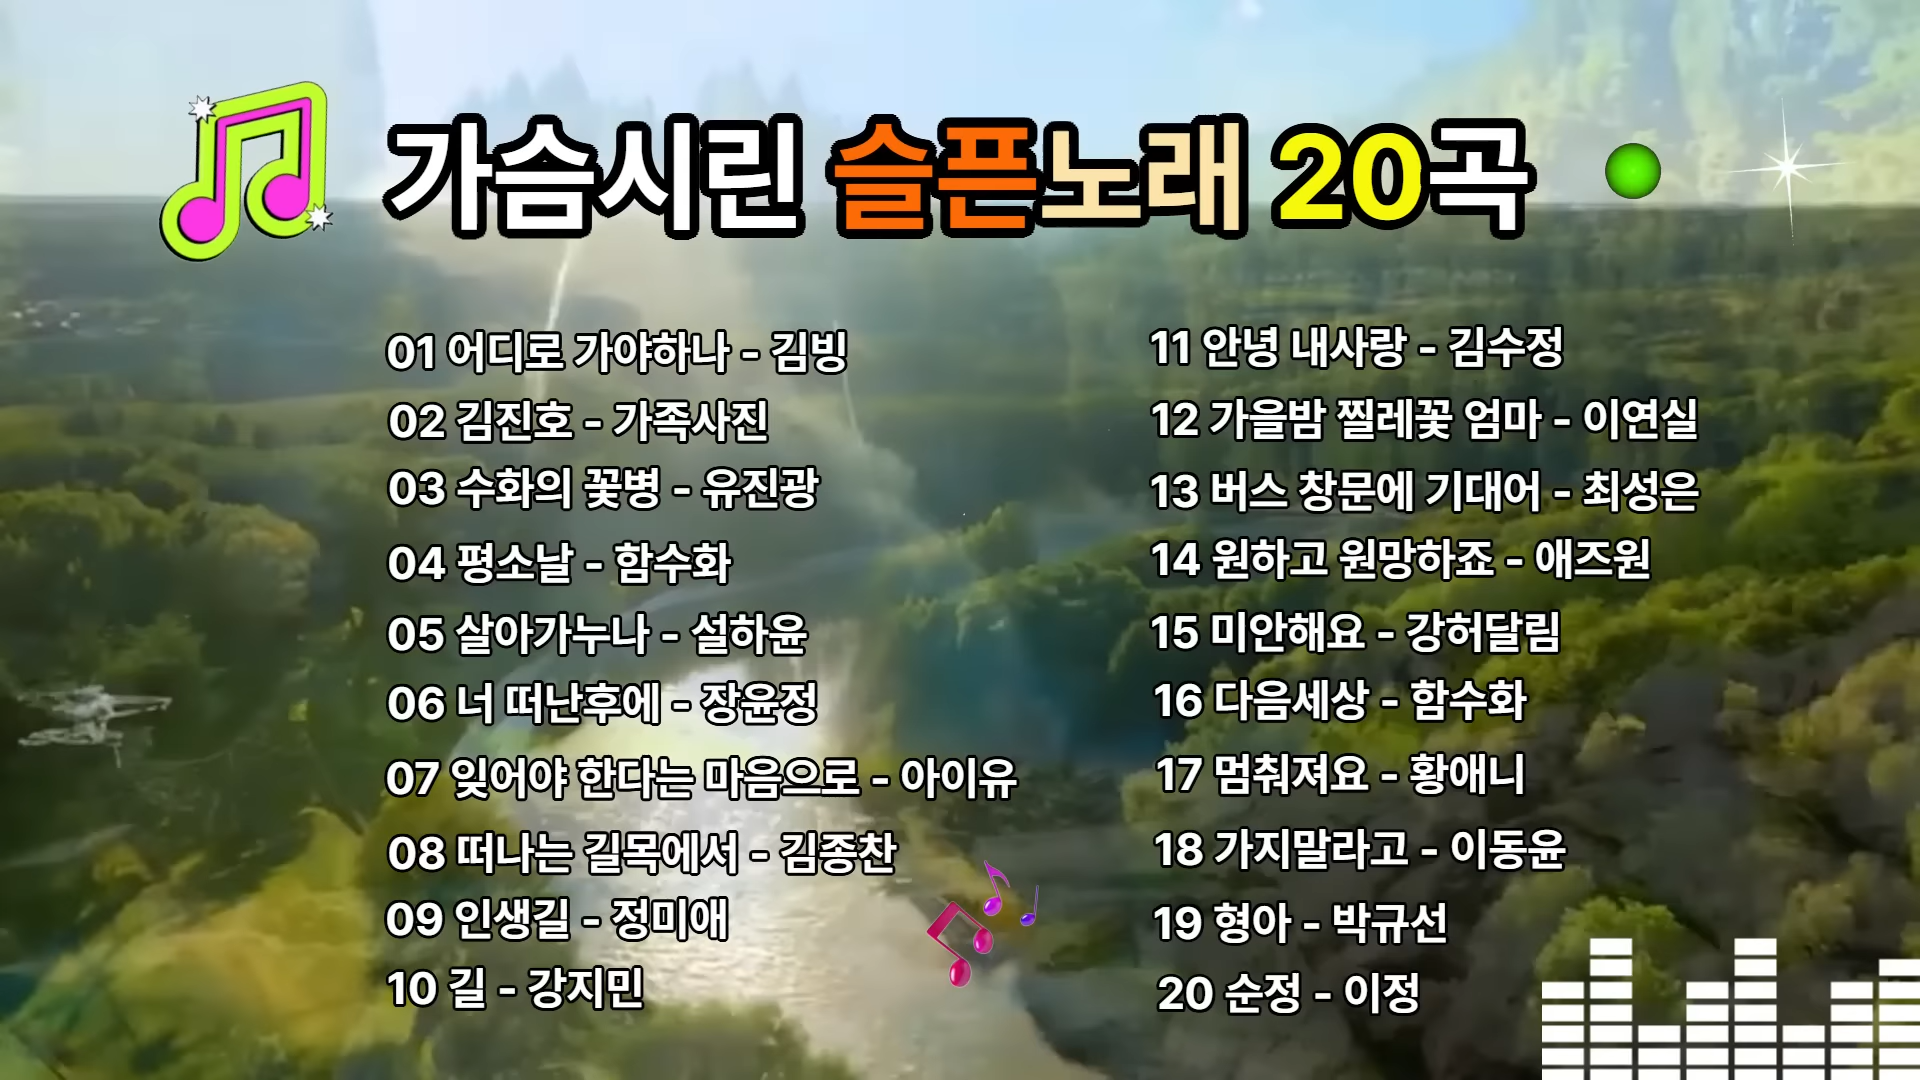 가슴시린 슬픈노래 20곡
01 어디로 가야하나 - 김빙
02 김진호 - 가족사진
03 수화의 꽃병 - 유진광
04 평소날 - 함수화
05 살아가누나 - 설하윤
06 너 떠난후에 - 장윤정
07 잊어야 한다는 마음으로 - 아이유
08 떠나는 길목에서 - 김종찬
09 인생길 - 정미애
10 길 - 강지민
11 안녕 내사랑 - 김수정
12 가을밤 찔레꽃 엄마 - 이연실
13 버스 창문에 기대어 - 최성은
14 원하고 원망하죠 - 애즈원
15 미안해요 - 강허달림
16 다음세상 - 함수화
17 멈춰져요 - 황애니
18 가지말라고 - 이동윤
19 형아 - 박규선
20 순정 - 이정